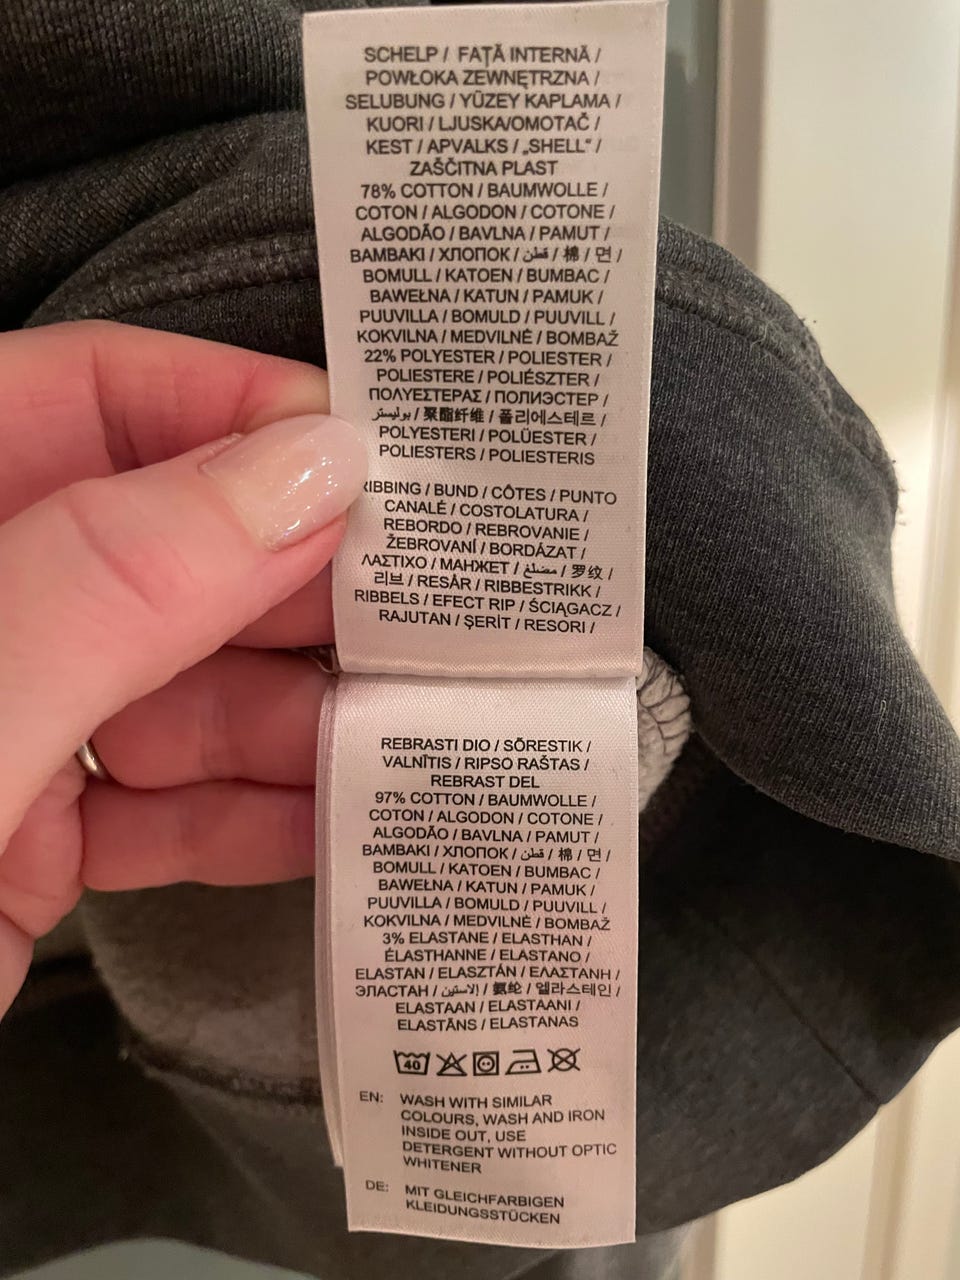 SCHELP / FAȚĂ INTERNĂ /
POWŁOKA ZEWNĘTRZNA /
SELUBUNG / YÜZEY KAPLAMA /
KUORI / LJUSKA/OMOTAČ /
KEST / APVALKS / „SHELL“ /
ZAŠČITNA PLAST
78% COTTON / BAUMWOLLE /
COTON / ALGODON / COTONE /
ALGODÃO / BAVLNA / PAMUT /
ΒΑΜΒΑΚΙ / ХЛОПОК / قطن / 棉 / 면 /
BOMULL / KATOEN / BUMBAC /
BAWEŁNA / KATUN / PAMUK /
PUUVILLA / BOMULD / PUUVILL /
KOKVILNA / MEDVILNĖ / BOMBAŽ
22% POLYESTER / POLIESTER /
POLIESTERE / POLIÉSZTER /
ΠΟΛΥΕΣΤΕΡΑΣ / ПОЛИЭСТЕР /
بوليستر / 聚酯纤维 / 폴리에스테르 /
POLYESTERI / POLÜESTER /
POLIESTERS / POLIESTERIS
RIBBING / BUND / CÔTES / PUNTO
CANALÉ / COSTOLATURA /
REBORDO / REBROVANIE /
ŽEBROVANÍ / BORDÁZAT /
ΛΑΣΤΙΧΟ / МАНЖЕТ / مضلع / 罗纹 /
리브 / RESÅR / RIBBESTRIKK /
RIBBELS / EFECT RIP / ŚCIĄGACZ /
RAJUTAN / ŞERİT / RESORI /
REBRASTI DIO / SÕRESTIK /
VALNĪTIS / RIPSO RAŠTAS /
REBRAST DEL
97% COTTON / BAUMWOLLE /
COTON / ALGODON / COTONE /
ALGODÃO / BAVLNA / PAMUT /
ΒΑΜΒΑΚΙ / ХЛОПОК / قطن / 棉 / 면 /
BOMULL / KATOEN / BUMBAC /
BAWEŁNA / KATUN / PAMUK /
PUUVILLA / BOMULD / PUUVILL /
KOKVILNA / MEDVILNĖ / BOMBAŽ
3% ELASTANE / ELASTHAN /
ÉLASTHANNE / ELASTANO /
ELASTAN / ELASZTÁN / ΕΛΑΣΤΑΝΗ /
ЭЛАСТАН / الاستين / 氨纶 / 엘라스테인 /
ELASTAAN / ELASTAANI /
ELASTĀNS / ELASTANAS
40
EN: WASH WITH SIMILAR
COLOURS, WASH AND IRON
INSIDE OUT, USE
DETERGENT WITHOUT OPTIC
WHITENER
DE: MIT GLEICHFARBIGEN
KLEIDUNGSSTÜCKEN